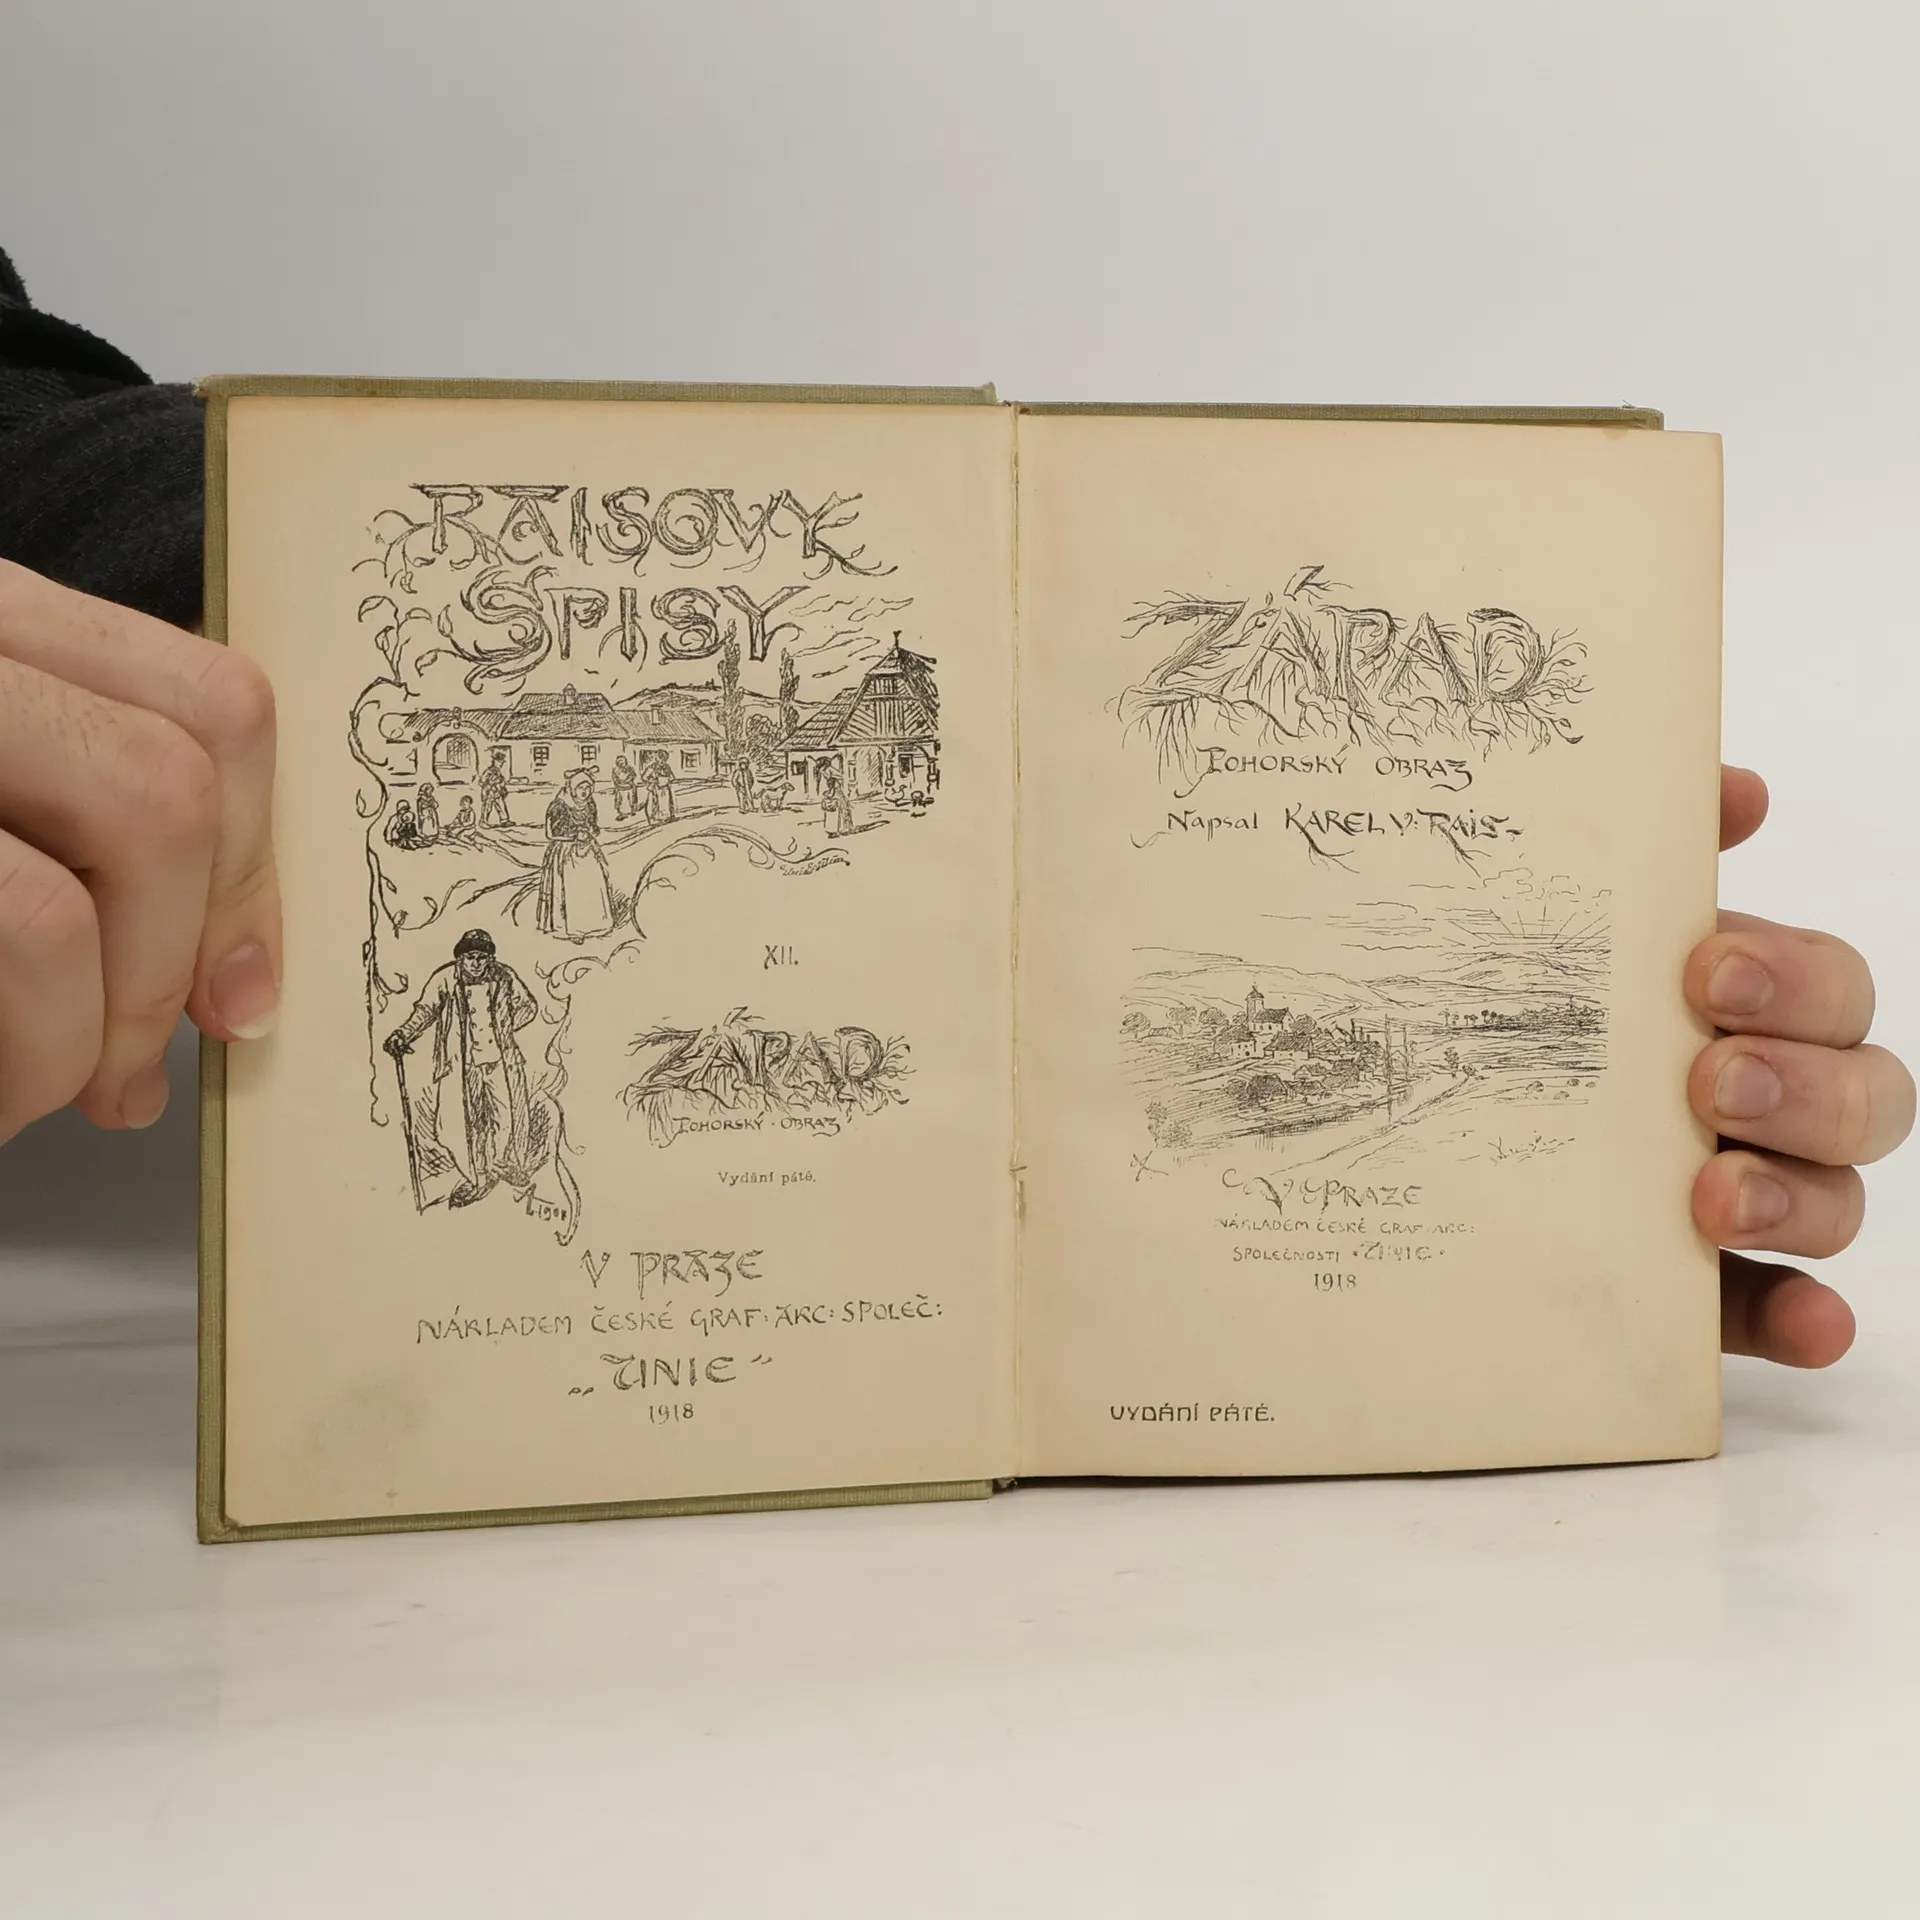 RAISOVY
SPISY
XII.
ZÁPAD
POHORSKÝ · OBRAZ
Vydání páté.
V PRAZE
NÁKLADEM ČESKÉ GRAF: AKC: SPOLEČ:
„UNIE”
1918
ZÁPAD
POHORSKÝ OBRAZ
Napsal KAREL V: RAIS
V PRAZE
NÁKLADEM ČESKÉ GRAF: AKC:
SPOLEČNOSTI · UNIE ·
1918
VYDÁNÍ PÁTÉ.